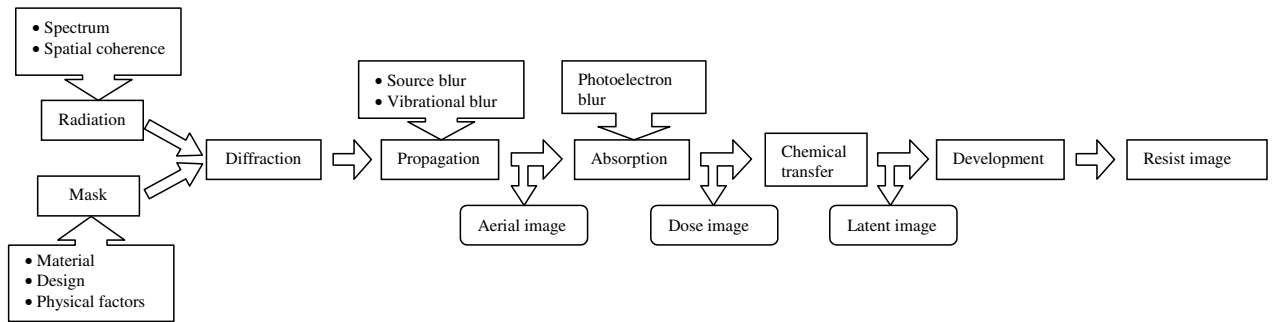 • Spectrum
• Spatial coherence
Radiation
Mask
• Material
• Design
• Physical factors
Diffraction
• Source blur
• Vibrational blur
Propagation
Aerial image
Photoelectron
blur
Absorption
Dose image
Chemical
transfer
Latent image
Development
Resist image